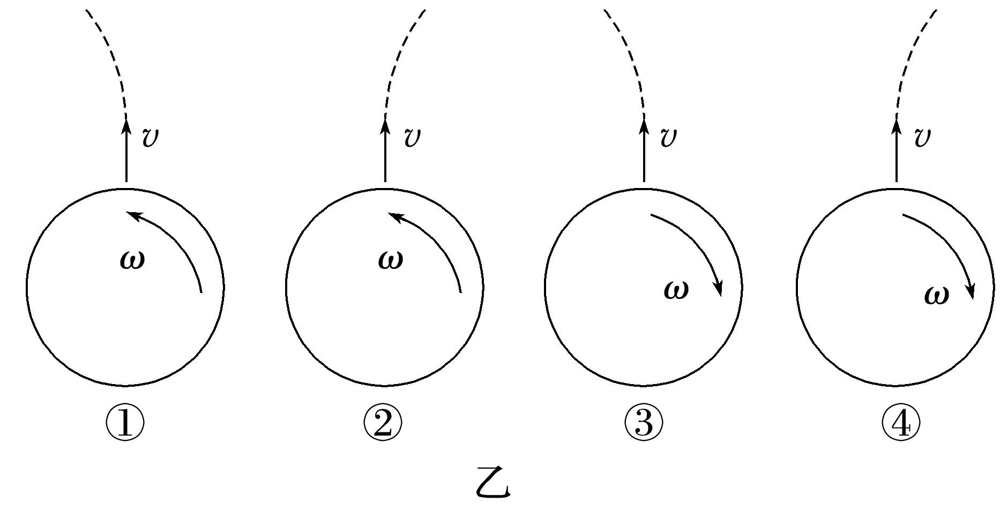 v v v v
ω ω ω ω
① ② ③ ④
乙